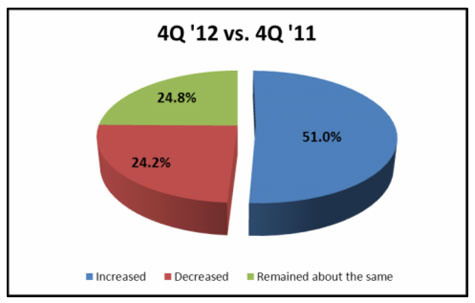 4Q '12 vs. 4Q '11
24.8%
51.0%
24.2%
Increased Decreased Remained about the same